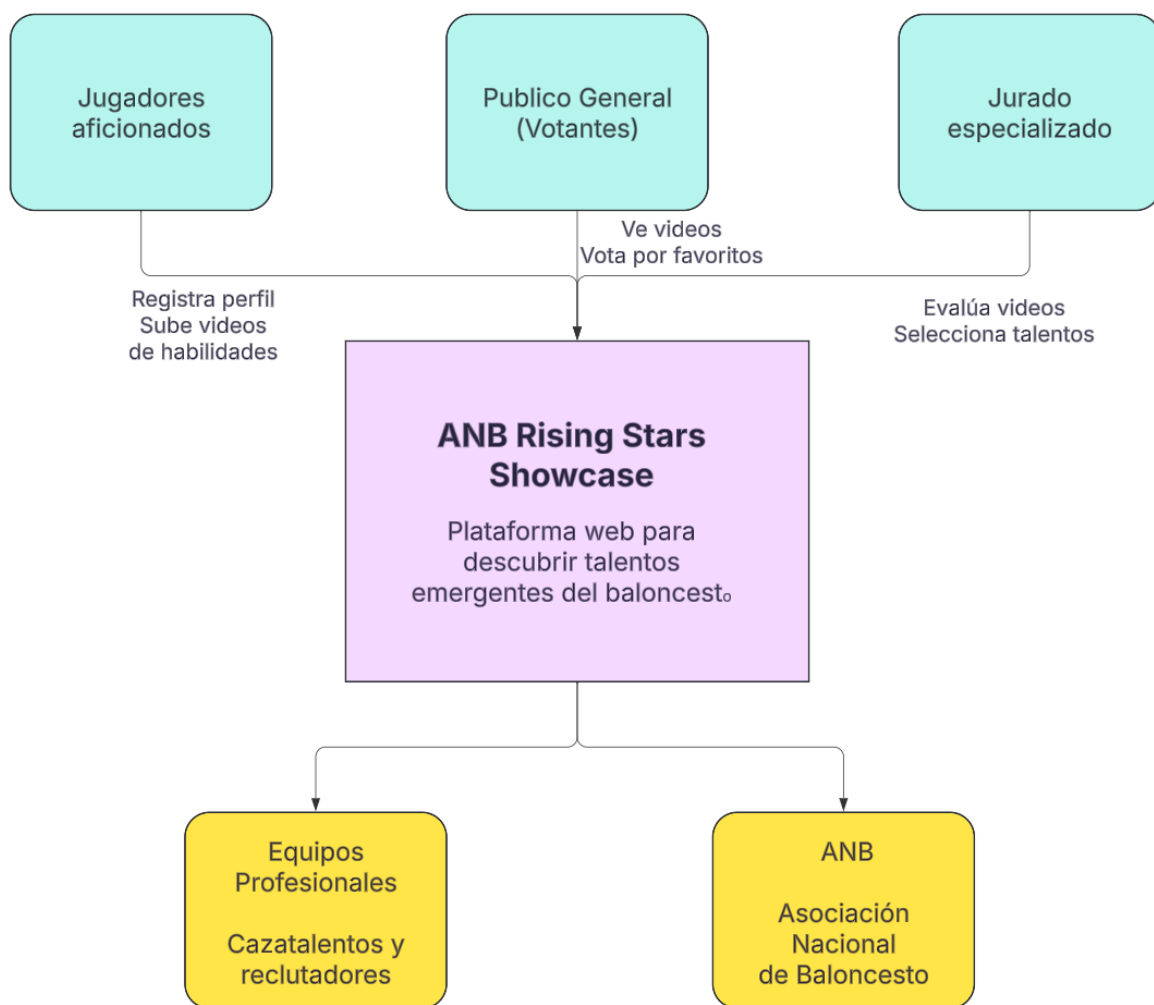 Jugadores
aficionados
Publico General
(Votantes)
Jurado
especializado
Ve videos
Vota por favoritos
Registra perfil
Sube videos
de habilidades
Evalúa videos
Selecciona talentos
ANB Rising Stars
Showcase
Plataforma web para
descubrir talentos
emergentes del baloncesto
Equipos
Profesionales
Cazatalentos y
reclutadores
ANB
Asociación
Nacional
de Baloncesto